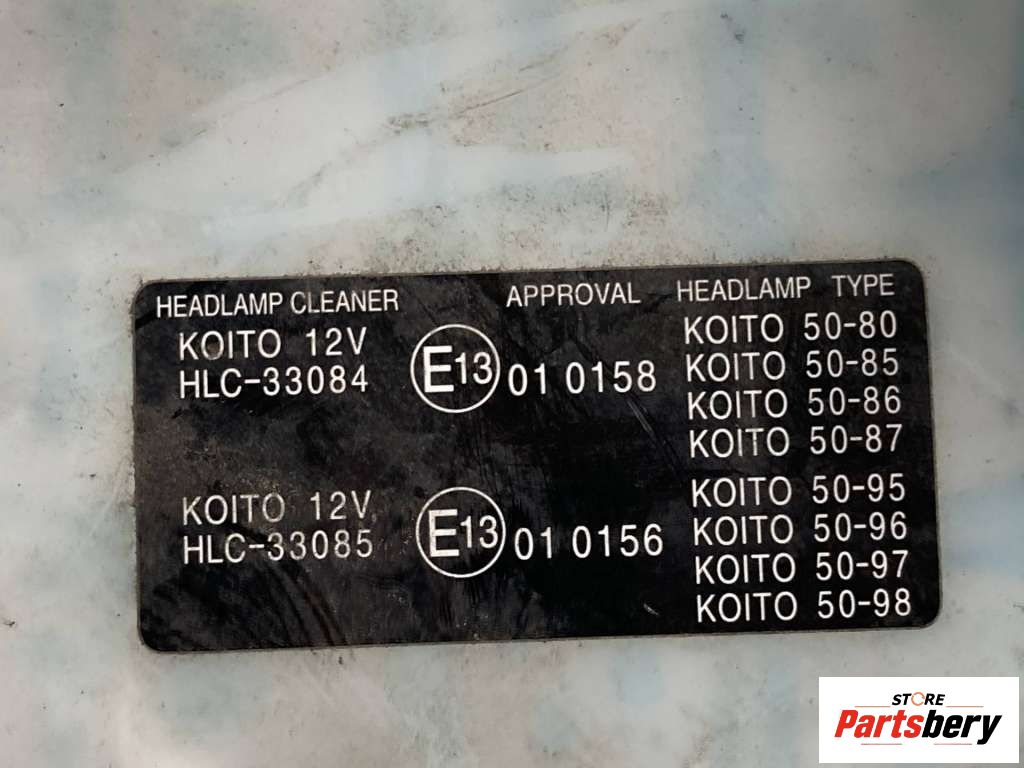 HEADLAMP CLEANER APPROVAL HEADLAMP TYPE
KOITO 12V
HLC-33084
E13 01 0158
KOITO 50-80
KOITO 50-85
KOITO 50-86
KOITO 50-87
KOITO 12V
HLC-33085
E13 01 0156
KOITO 50-95
KOITO 50-96
KOITO 50-97
KOITO 50-98
STORE
Partsbery